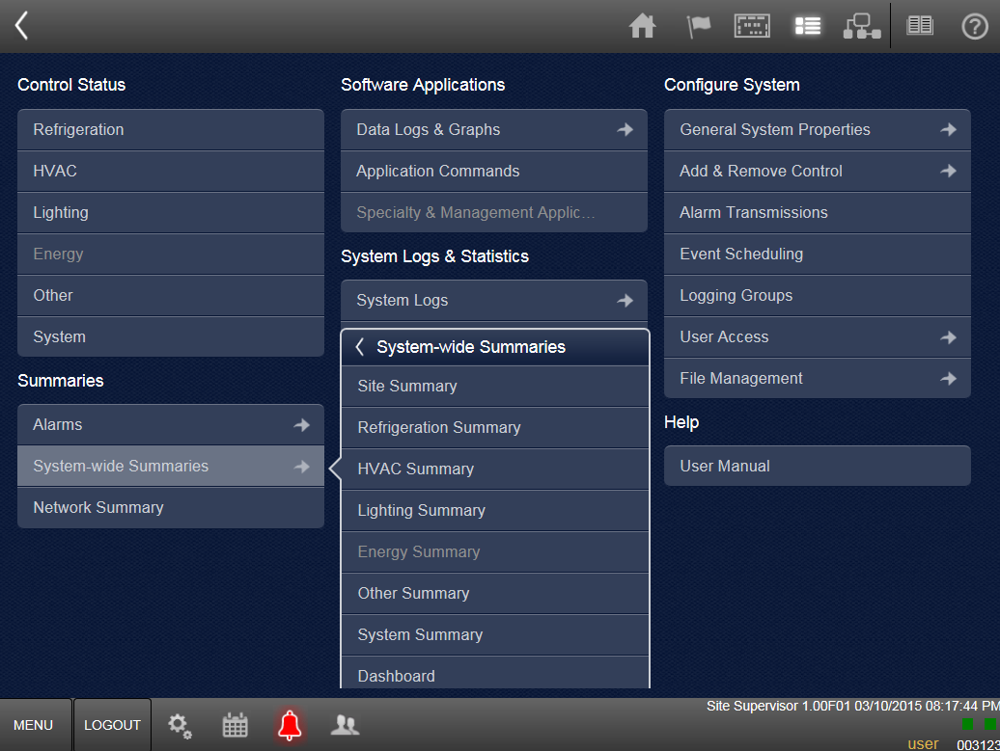 Control Status
Refrigeration
HVAC
Lighting
Energy
Other
System
Summaries
Alarms
System-wide Summaries
Network Summary
Software Applications
Data Logs & Graphs
Application Commands
Specialty & Management Applic...
System Logs & Statistics
System Logs
System-wide Summaries
Site Summary
Refrigeration Summary
HVAC Summary
Lighting Summary
Energy Summary
Other Summary
System Summary
Dashboard
Configure System
General System Properties
Add & Remove Control
Alarm Transmissions
Event Scheduling
Logging Groups
User Access
File Management
Help
User Manual
MENU
LOGOUT
Site Supervisor 1.00F01 03/10/2015 08:17:44 PM
user 003123